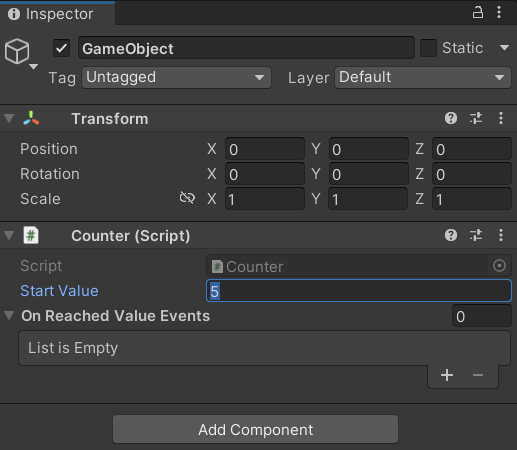 Inspector
GameObject Static
Tag Untagged Layer Default
Transform
Position X 0 Y 0 Z 0
Rotation X 0 Y 0 Z 0
Scale X 1 Y 1 Z 1
# Counter (Script)
Script # Counter
Start Value 5
On Reached Value Events 0
List is Empty
+ −
Add Component